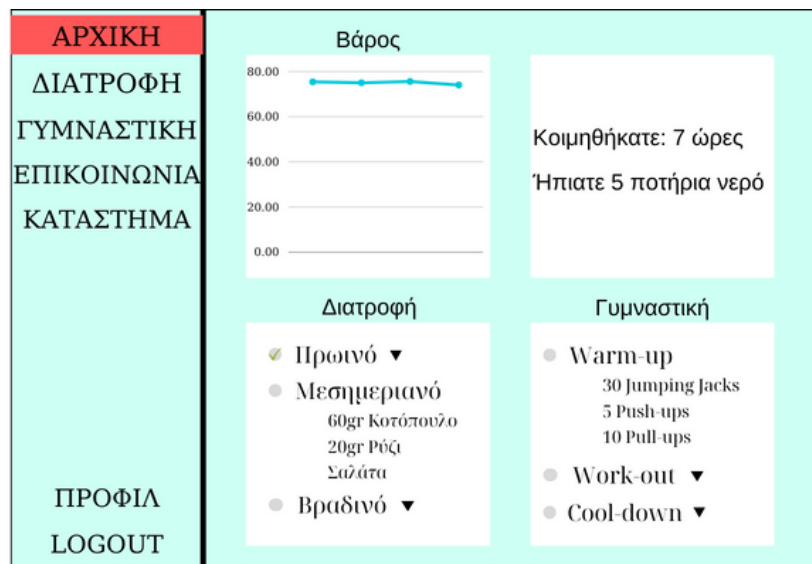 ΑΡΧΙΚΗ
ΔΙΑΤΡΟΦΗ
ΓΥΜΝΑΣΤΙΚΗ
ΕΠΙΚΟΙΝΩΝΙΑ
ΚΑΤΑΣΤΗΜΑ
ΠΡΟΦΙΛ
LOGOUT
Βάρος
80.00
60.00
40.00
20.00
0.00
Κοιμηθήκατε: 7 ώρες
Ήπιατε 5 ποτήρια νερό
Διατροφή
Πρωινό ▼
Μεσημεριανό
60gr Κοτόπουλο
20gr Ρύζι
Σαλάτα
Βραδινό ▼
Γυμναστική
Warm-up
30 Jumping Jacks
5 Push-ups
10 Pull-ups
Work-out ▼
Cool-down ▼